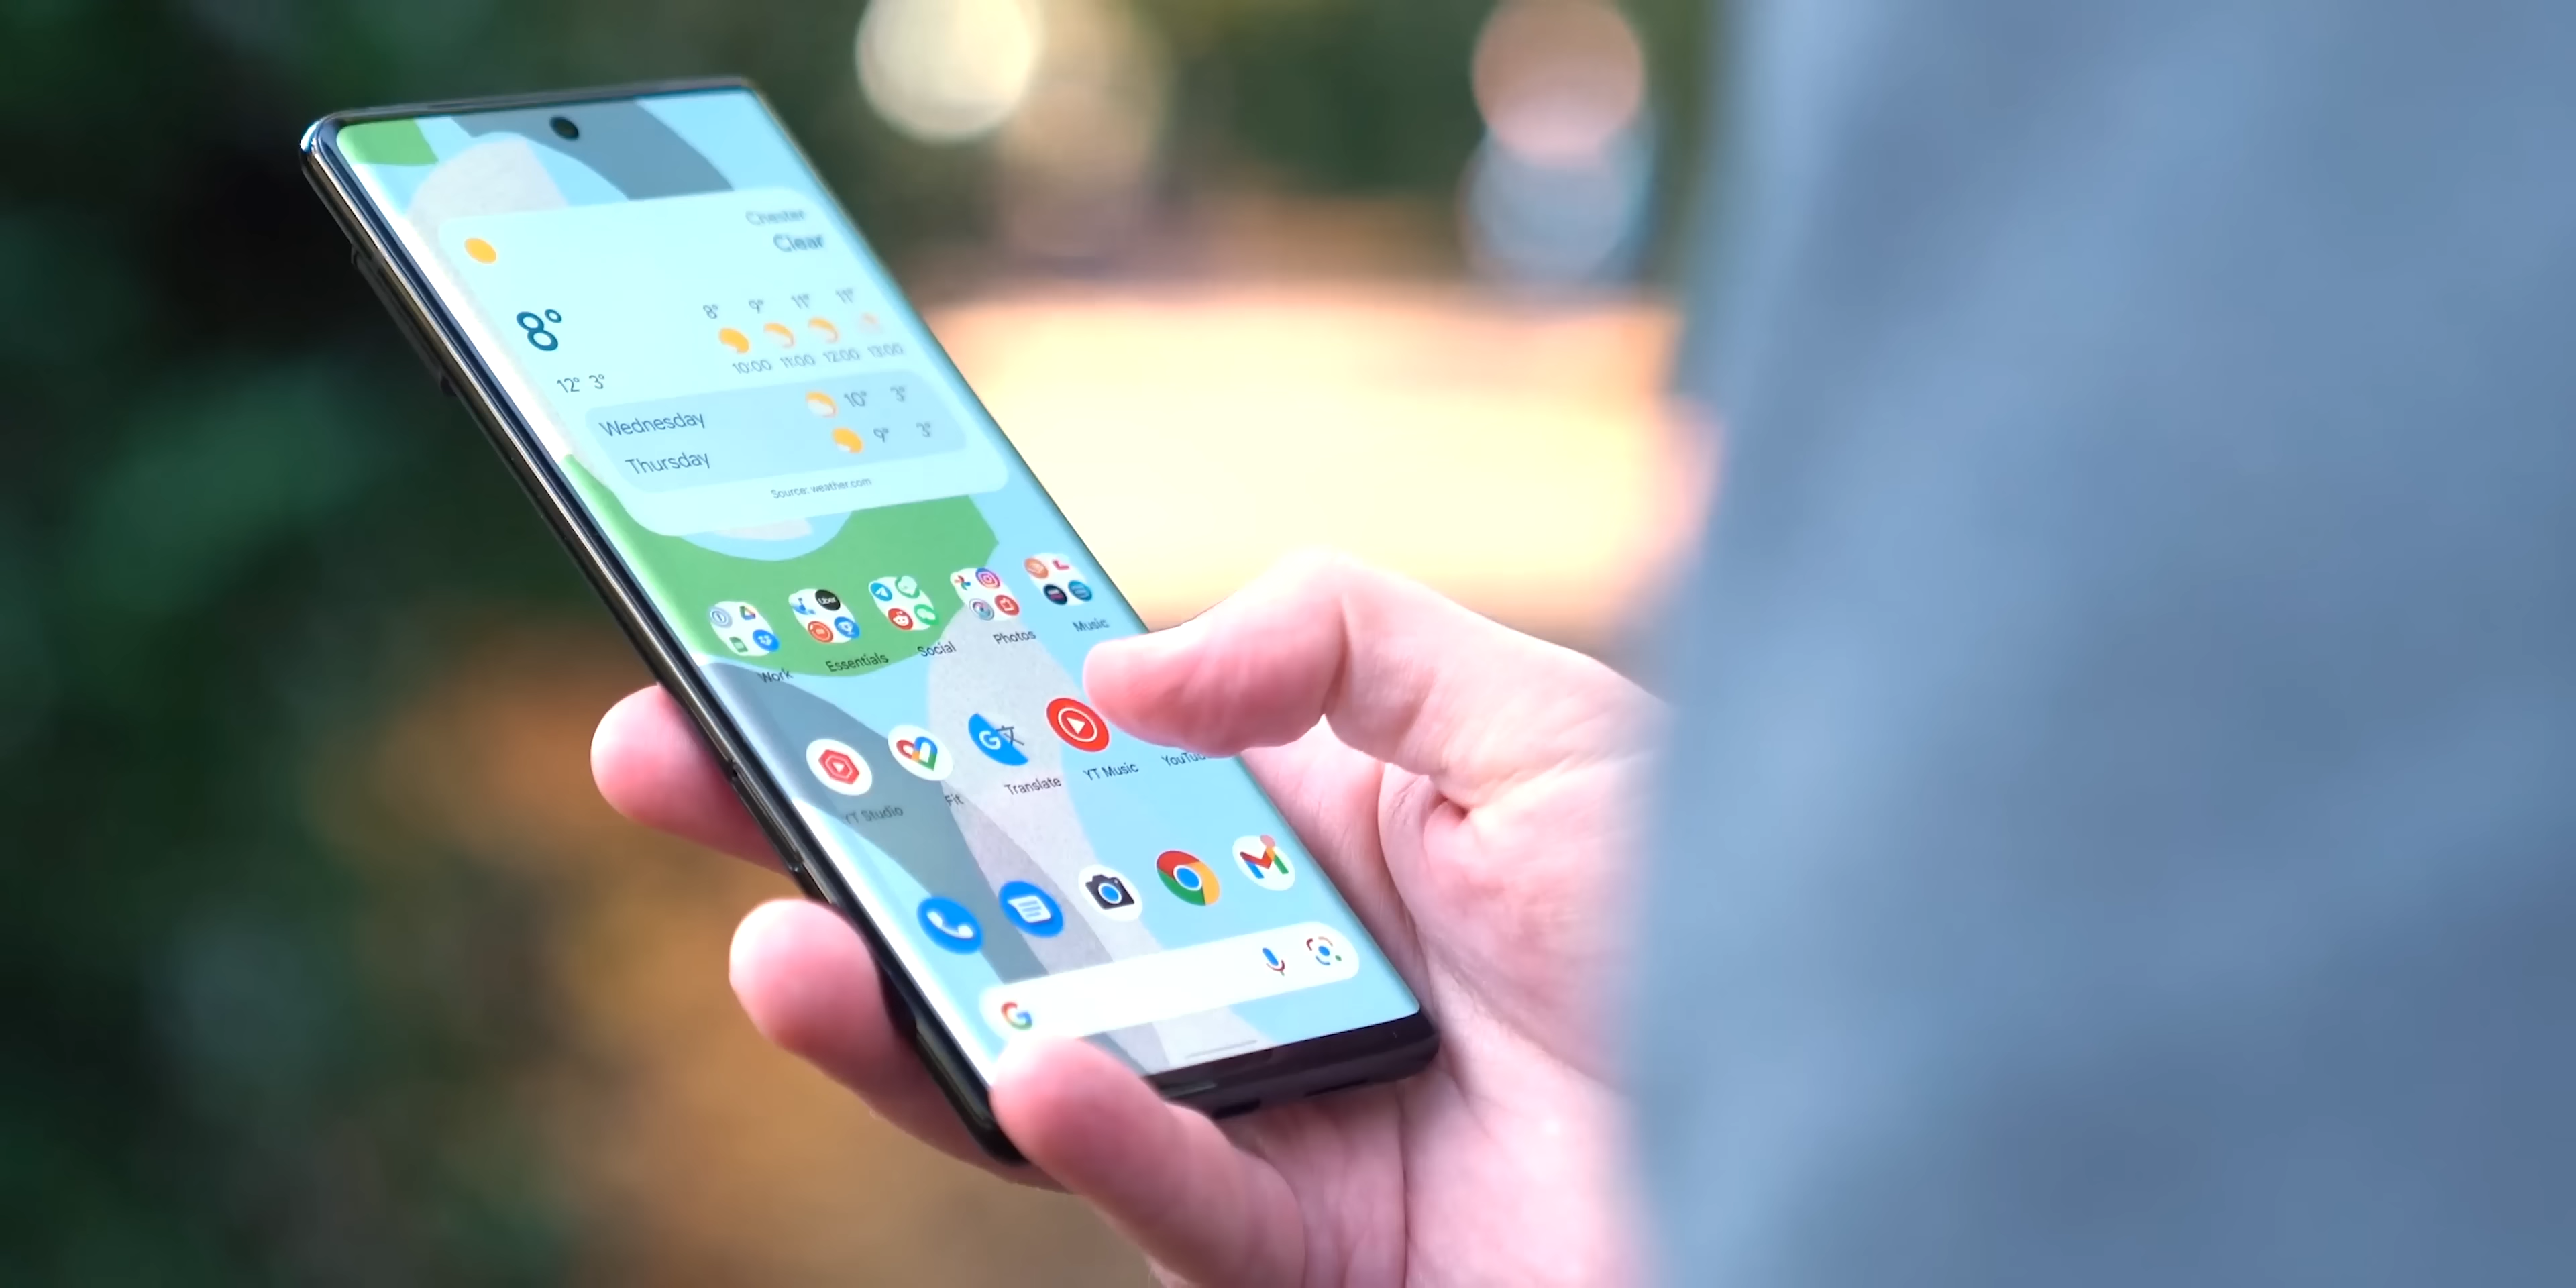 Chester
Clear
8°
8° 9° 11° 11°
10:00 11:00 12:00 13:00
12° 3°
Wednesday 10° 3°
Thursday 9° 3°
Source: weather.com
Uber
Work Essentials Social Photos Music
YT Studio Fit Translate YT Music
G